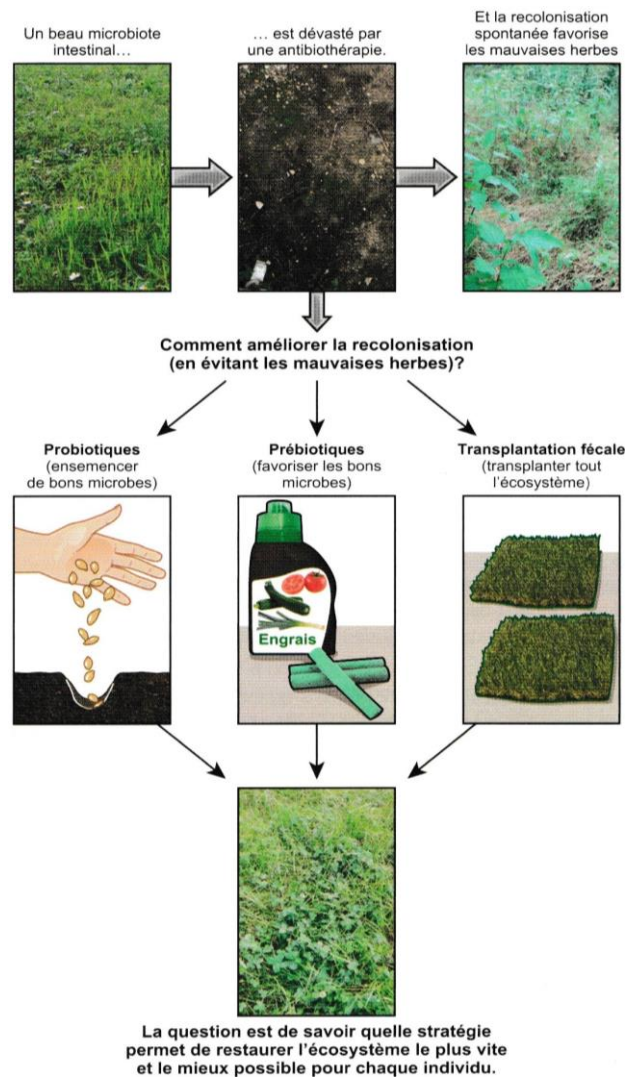 Un beau microbiote
intestinal…
… est dévasté par
une antibiothérapie.
Et la recolonisation
spontanée favorise
les mauvaises herbes
Comment améliorer la recolonisation
(en évitant les mauvaises herbes)?
Probiotiques
(ensemencer
de bons microbes)
Prébiotiques
(favoriser les bons
microbes)
Transplantation fécale
(transplanter tout
l’écosystème)
Engrais
La question est de savoir quelle stratégie
permet de restaurer l’écosystème le plus vite
et le mieux possible pour chaque individu.